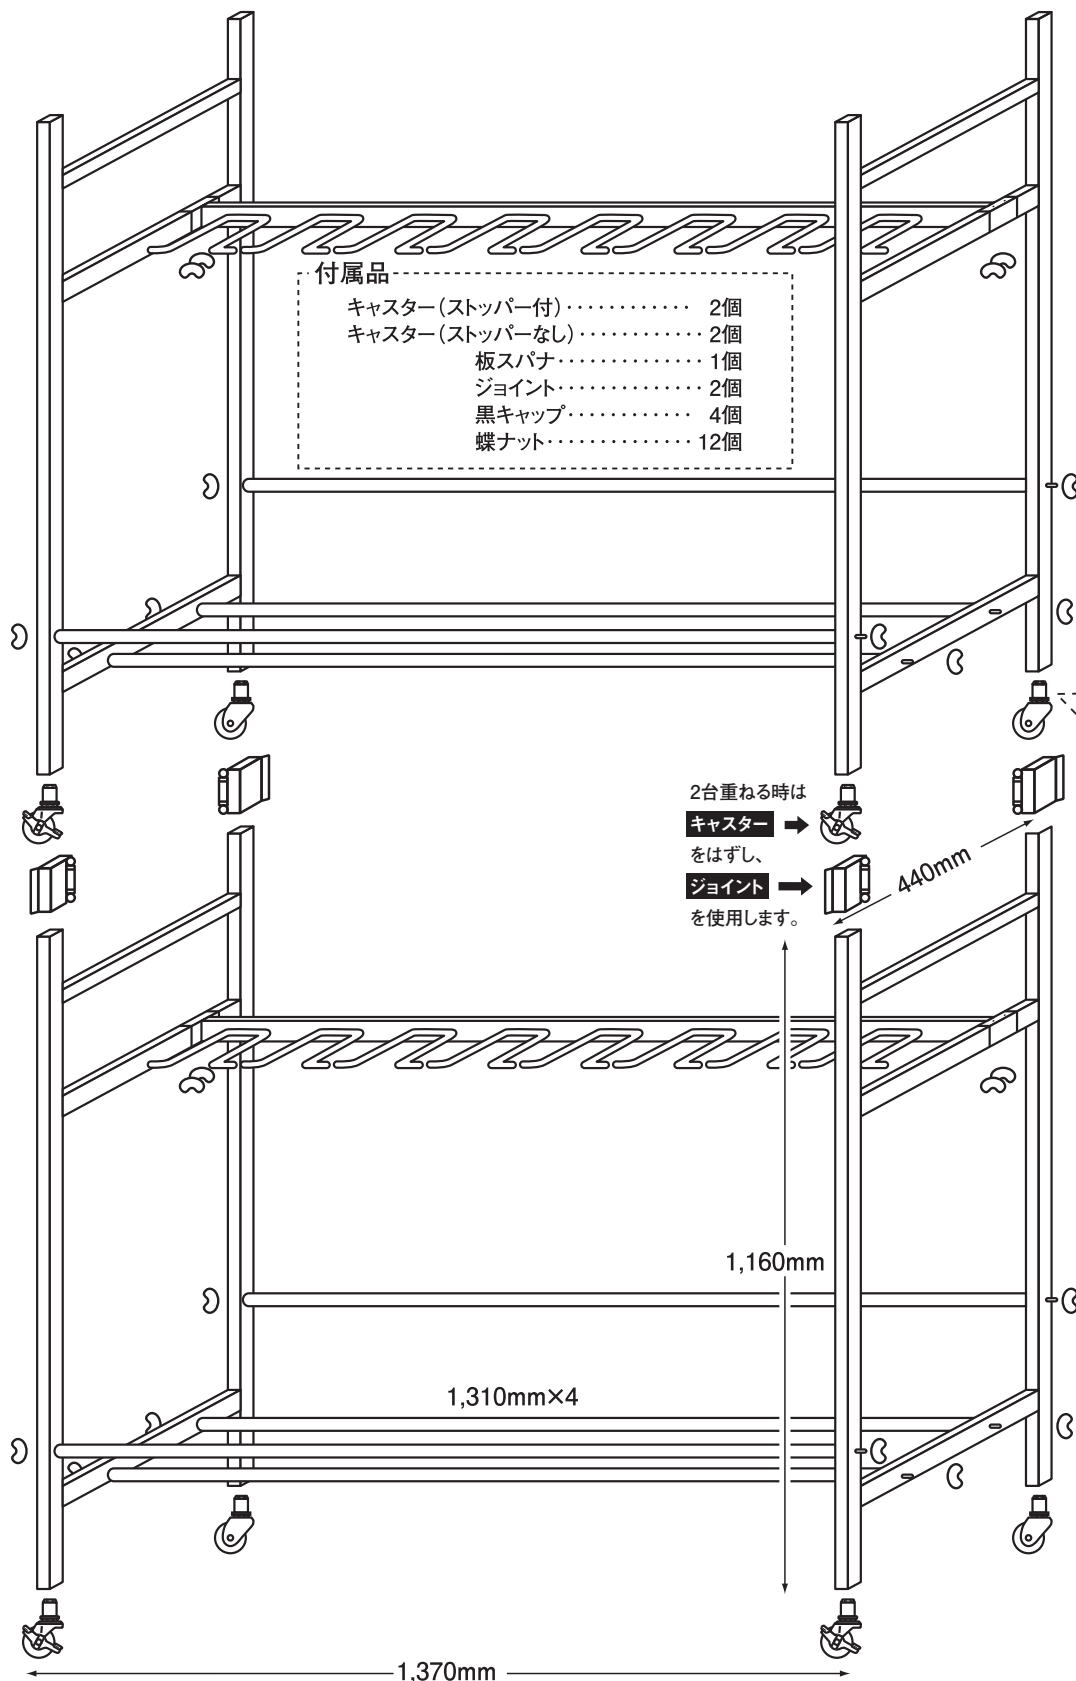 付属品
キャスター(ストッパー付)············ 2個
キャスター(ストッパーなし)············ 2個
板スパナ·············· 1個
ジョイント·············· 2個
黒キャップ············ 4個
蝶ナット·············· 12個
2台重ねる時は
キャスター
をはずし、
ジョイント
を使用します。
440mm
1,160mm
1,310mm×4
1,370mm